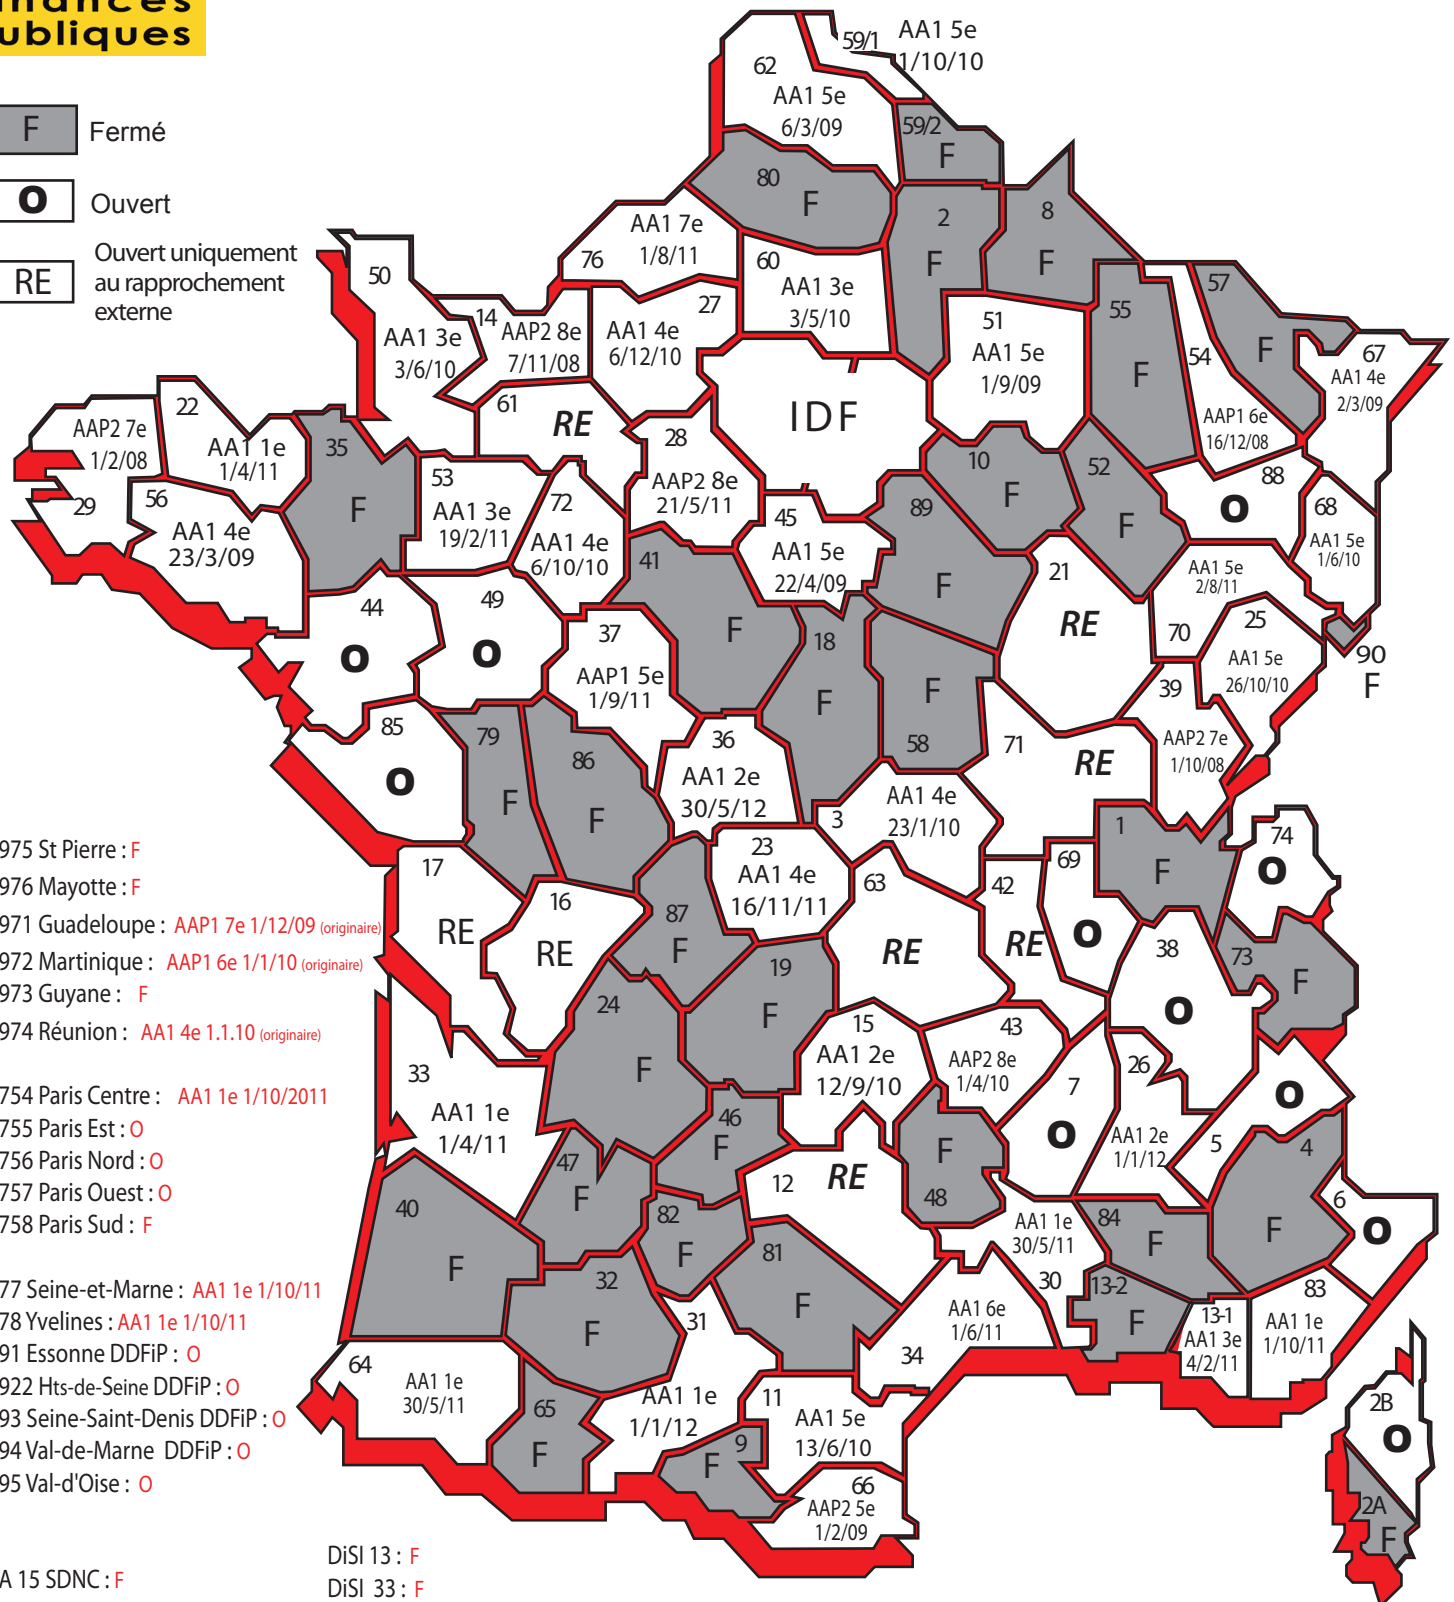 ubliques
F Fermé
O Ouvert
RE Ouvert uniquement
au rapprochement
externe
59/1 AA1 5e
1/10/10
62
AA1 5e
6/3/09
59/2
F
80
F
2
F
8
F
76
AA1 7e
1/8/11
60
AA1 3e
3/5/10
50
AA1 3e
3/6/10
14
AAP2 8e
7/11/08
27
AA1 4e
6/12/10
51
AA1 5e
1/9/09
55
F
57
F
54
AAP1 6e
16/12/08
67
AA1 4e
2/3/09
61
RE
IDF
28
AAP2 8e
21/5/11
AAP2 7e
1/2/08
29
22
AA1 1e
1/4/11
35
F
53
AA1 3e
19/2/11
72
AA1 4e
6/10/10
56
AA1 4e
23/3/09
10
F
52
F
88
O
68
AA1 5e
1/6/10
45
AA1 5e
22/4/09
89
F
41
F
21
RE
AA1 5e
2/8/11
70
25
AA1 5e
26/10/10
90
F
44
O
49
O
37
AAP1 5e
1/9/11
18
F
F
58
39
AAP2 7e
1/10/08
85
O
79
F
86
F
36
AA1 2e
30/5/12
71
RE
3
AA1 4e
23/1/10
1
F
74
O
17
RE
16
RE
87
F
23
AA1 4e
16/11/11
63
RE
42
RE
69
O
38
O
73
F
24
F
19
F
15
AA1 2e
12/9/10
43
AAP2 8e
1/4/10
33
AA1 1e
1/4/11
7
O
26
AA1 2e
1/1/12
5
O
4
F
46
F
47
F
12
RE
F
48
6
O
40
F
82
F
81
F
AA1 1e
30/5/11
30
84
F
32
F
31
AA1 1e
1/1/12
AA1 6e
1/6/11
34
13-2
F
13-1
AA1 3e
4/2/11
83
AA1 1e
1/10/11
64
AA1 1e
30/5/11
65
F
11
AA1 5e
13/6/10
9
F
66
AAP2 5e
1/2/09
2B
O
2A
F
975 St Pierre : F
976 Mayotte : F
971 Guadeloupe : AAP1 7e 1/12/09 (originaire)
972 Martinique : AAP1 6e 1/1/10 (originaire)
973 Guyane : F
974 Réunion : AA1 4e 1.1.10 (originaire)
754 Paris Centre : AA1 1e 1/10/2011
755 Paris Est : O
756 Paris Nord : O
757 Paris Ouest : O
758 Paris Sud : F
77 Seine-et-Marne : AA1 1e 1/10/11
78 Yvelines : AA1 1e 1/10/11
91 Essonne DDFiP : O
922 Hts-de-Seine DDFiP : O
93 Seine-Saint-Denis DDFiP : O
94 Val-de-Marne DDFiP : O
95 Val-d'Oise : O
A 15 SDNC : F
DiSI 13 : F
DiSI 33 : F